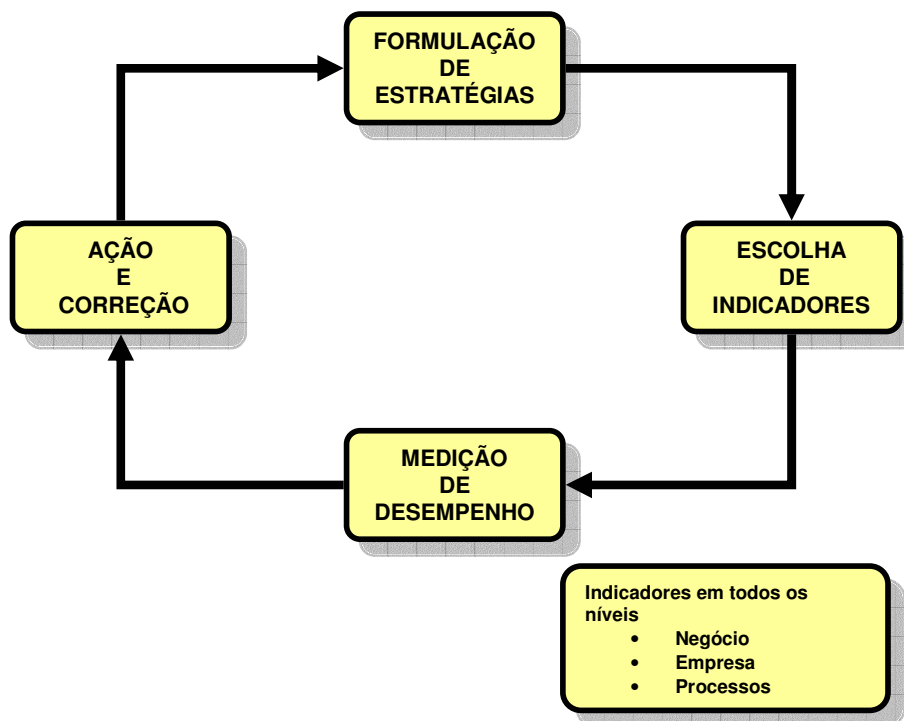 FORMULAÇÃO
DE
ESTRATÉGIAS
AÇÃO
E
CORREÇÃO
ESCOLHA
DE
INDICADORES
MEDIÇÃO
DE
DESEMPENHO
Indicadores em todos os
níveis
• Negócio
• Empresa
• Processos